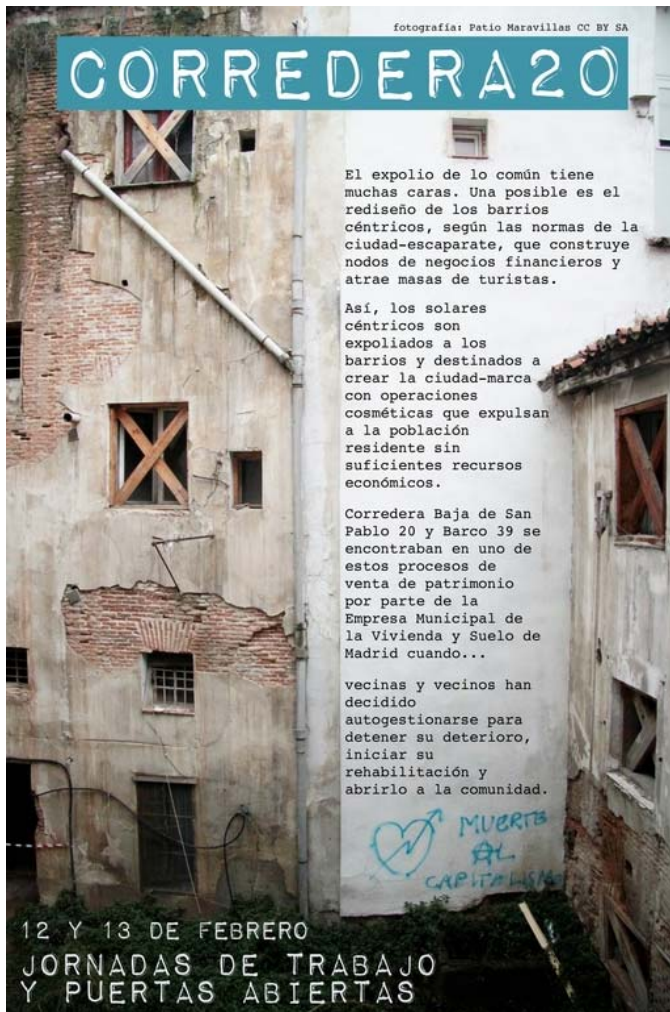 fotografía: Patio Maravillas CC BY SA
CORREDERA20
El expolio de lo común tiene
muchas caras. Una posible es el
rediseño de los barrios
céntricos, según las normas de la
ciudad-escaparate, que construye
nodos de negocios financieros y
atrae masas de turistas.
Así, los solares
céntricos son
expoliados a los
barrios y destinados a
crear la ciudad-marca
con operaciones
cosméticas que expulsan
a la población
residente sin
suficientes recursos
económicos.
Corredera Baja de San
Pablo 20 y Barco 39 se
encontraban en uno de
estos procesos de
venta de patrimonio
por parte de la
Empresa Municipal de
la Vivienda y Suelo de
Madrid cuando...
vecinas y vecinos han
decidido
autogestionarse para
detener su deterioro,
iniciar su
rehabilitación y
abrirlo a la comunidad.
MUERTE
AL
CAPITALISMO
12 Y 13 DE FEBRERO
JORNADAS DE TRABAJO
Y PUERTAS ABIERTAS